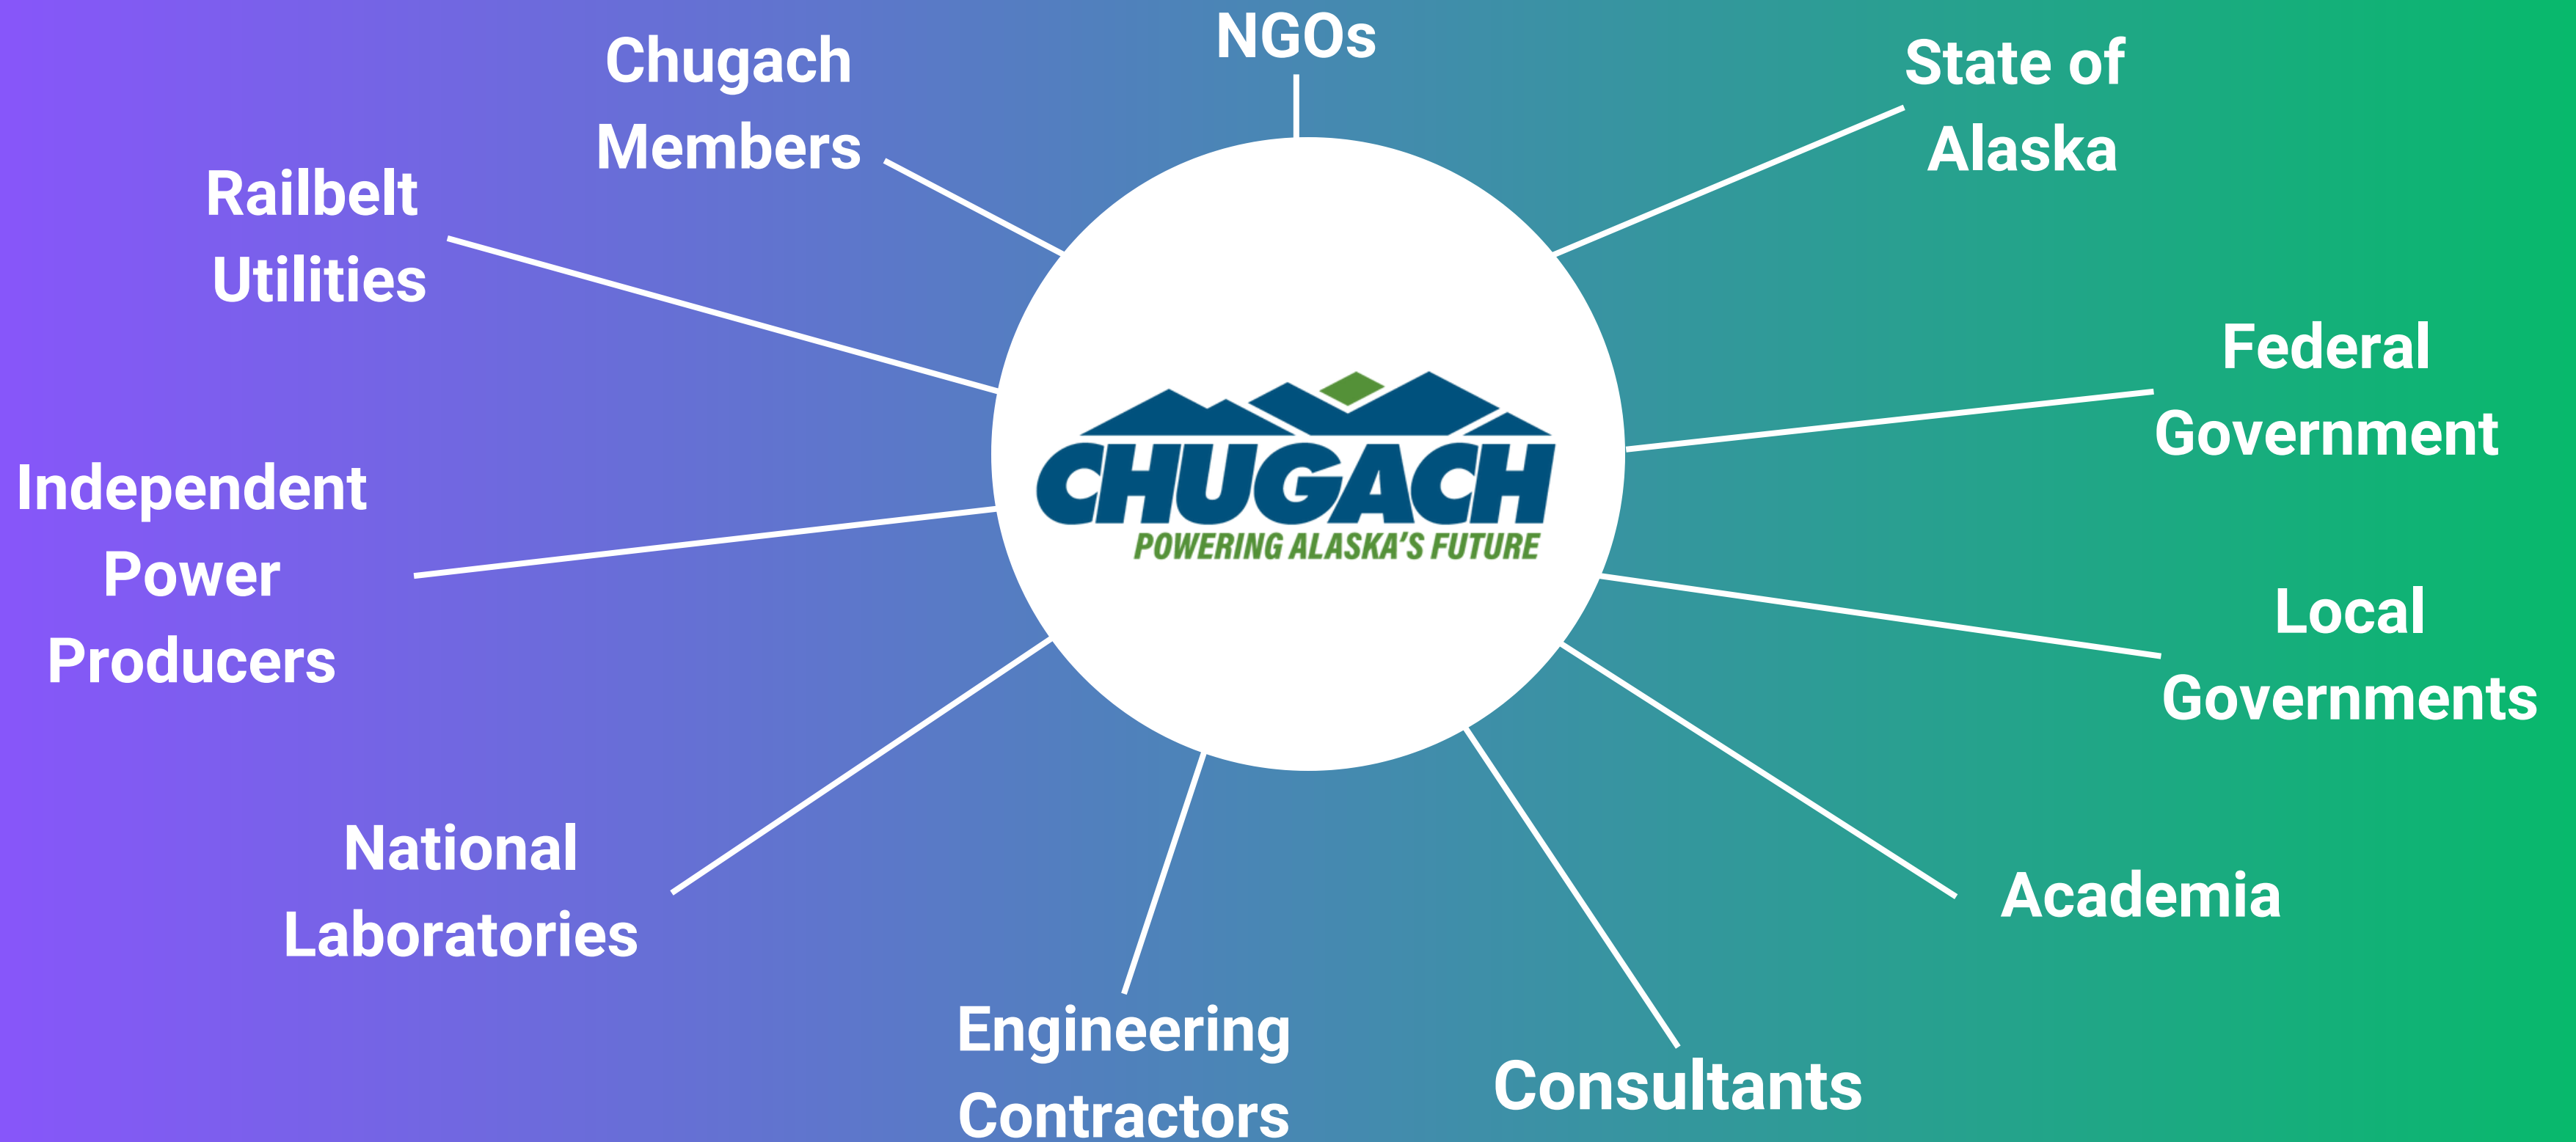 NGOs
Chugach
Members
State of
Alaska
Railbelt
Utilities
Federal
Government
CHUGACH
POWERING ALASKA'S FUTURE
Independent
Power
Producers
Local
Governments
National
Laboratories
Academia
Engineering
Contractors
Consultants